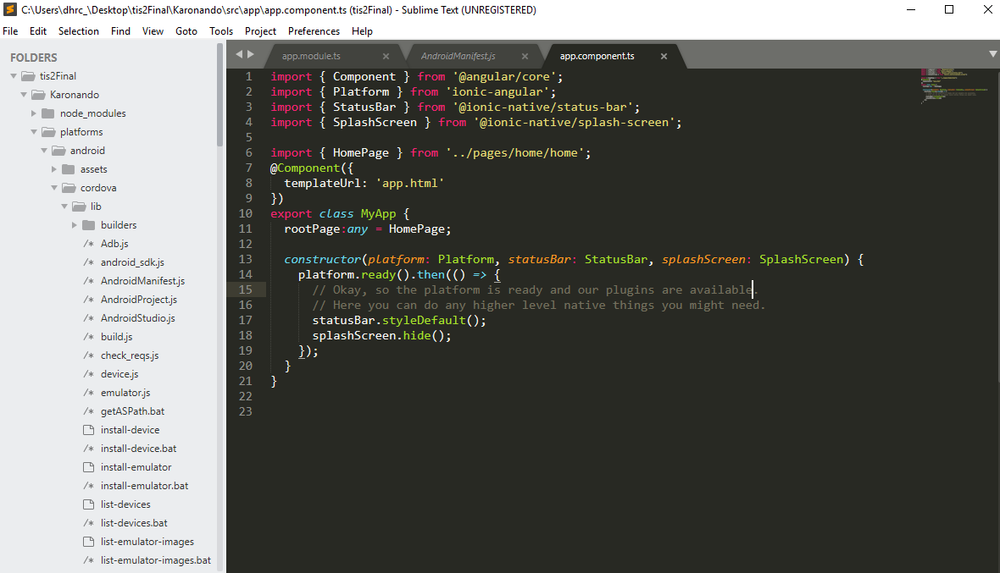 C:\Users\dhrc_\Desktop\tis2Final\Karonando\src\app\app.component.ts (tis2Final) - Sublime Text (UNREGISTERED)
File Edit Selection Find View Goto Tools Project Preferences Help
FOLDERS
tis2Final
Karonando
node_modules
platforms
android
assets
cordova
lib
builders
/* Adb.js
/* android_sdk.js
/* AndroidManifest.js
/* AndroidProject.js
/* AndroidStudio.js
/* build.js
/* check_reqs.js
/* device.js
/* emulator.js
/* getASPath.bat
install-device
/* install-device.bat
install-emulator
/* install-emulator.bat
list-devices
/* list-devices.bat
list-emulator-images
/* list-emulator-images.bat
app.module.ts × AndroidManifest.js × app.component.ts ×
1 import { Component } from '@angular/core';
2 import { Platform } from 'ionic-angular';
3 import { StatusBar } from '@ionic-native/status-bar';
4 import { SplashScreen } from '@ionic-native/splash-screen';
5
6 import { HomePage } from '../pages/home/home';
7 @Component({
8 templateUrl: 'app.html'
9 })
10 export class MyApp {
11 rootPage:any = HomePage;
12
13 constructor(platform: Platform, statusBar: StatusBar, splashScreen: SplashScreen) {
14 platform.ready().then(() => {
15 // Okay, so the platform is ready and our plugins are available.
16 // Here you can do any higher level native things you might need.
17 statusBar.styleDefault();
18 splashScreen.hide();
19 });
20 }
21 }
22
23